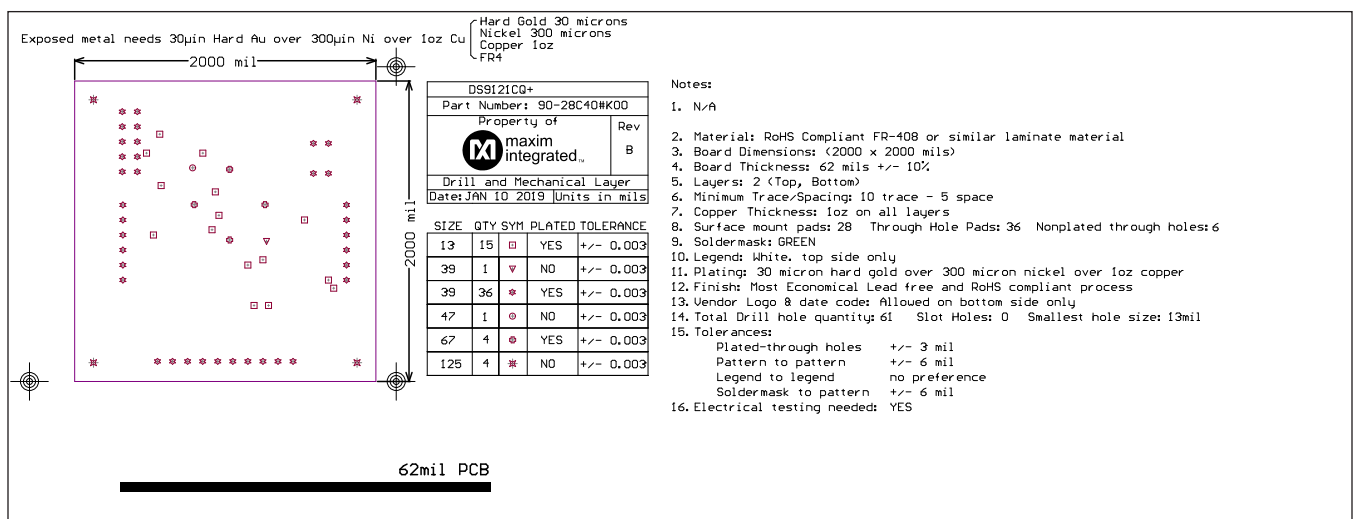 Exposed metal needs 30µin Hard Au over 300µin Ni over 1oz Cu
Hard Gold 30 microns
Nickel 300 microns
Copper 1oz
FR4
2000 mil
2000 mil
DS9121CQ+
Part Number: 90-28C40#K00
Property of
maxim
integrated™
Rev
B
Drill and Mechanical Layer
Date: JAN 10 2019 Units in mils
SIZE QTY SYM PLATED TOLERANCE
13 15 YES +/- 0.003
39 1 NO +/- 0.003
39 36 YES +/- 0.003
47 1 NO +/- 0.003
67 4 YES +/- 0.003
125 4 NO +/- 0.003
62mil PCB
Notes:
1. N/A
2. Material: RoHS Compliant FR-408 or similar laminate material
3. Board Dimensions: (2000 x 2000 mils)
4. Board Thickness: 62 mils +/- 10%
5. Layers: 2 (Top, Bottom)
6. Minimum Trace/Spacing: 10 trace - 5 space
7. Copper Thickness: 1oz on all layers
8. Surface mount pads: 28 Through Hole Pads: 36 Nonplated through holes: 6
9. Soldermask: GREEN
10. Legend: White. top side only
11. Plating: 30 micron hard gold over 300 micron nickel over 1oz copper
12. Finish: Most Economical Lead free and RoHS compliant process
13. Vendor Logo & date code: Allowed on bottom side only
14. Total Drill hole quantity: 61 Slot Holes: 0 Smallest hole size: 13mil
15. Tolerances:
Plated-through holes +/- 3 mil
Pattern to pattern +/- 6 mil
Legend to legend no preference
Soldermask to pattern +/- 6 mil
16. Electrical testing needed: YES